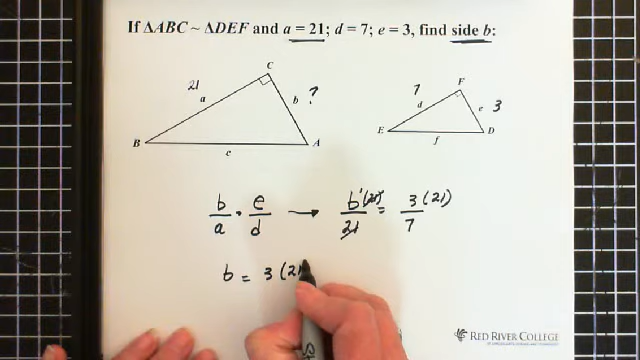 If ΔABC ~ ΔDEF and a = 21; d = 7; e = 3, find side b:
C
21
a
b ?
B
A
c
F
7
d
e 3
E
D
f
b/a = e/d → b(21)/21 = 3(21)/7
b = 3(21)
RED RIVER COLLEGE